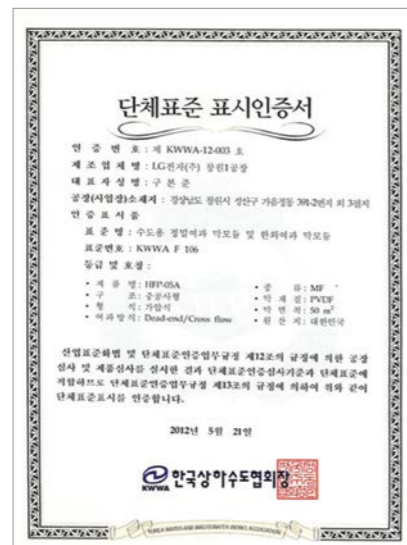 단체표준 표시인증서
인 증 번 호 : 제 KWWA-12-003 호
제 조 업 체 명 : LG전자(주) 창원1공장
대 표 자 성 명 : 구 본 준
공장(사업장)소재지 : 경상남도 창원시 성산구 가음정동 391-2번지 외 3필지
인 증 표 시 품
표 준 명 : 수도용 정밀여과 막모듈 및 한외여과 막모듈
표준번호 : KWWA F 106
등급 및 호칭 :
• 제 품 명 : HFP-05A • 종 류 : MF
• 구 조 : 중공사형 • 막 재 질 : PVDF
• 형 식 : 가압식 • 막 면 적 : 50 m²
• 여과방식 : Dead-end/Cross flow • 원 산 지 : 대한민국
산업표준화법 및 단체표준인증업무규정 제12조의 규정에 의한 공장
심사 및 제품심사를 실시한 결과 단체표준인증심사기준과 단체표준에
적합하므로 단체표준인증업무규정 제13조의 규정에 의하여 위와 같이
단체표준표시를 인증합니다.
2012년 5월 21일
KWWA 한국상하수도협회장
KOREA WATER AND WASTEWATER WORKS ASSOCIATION